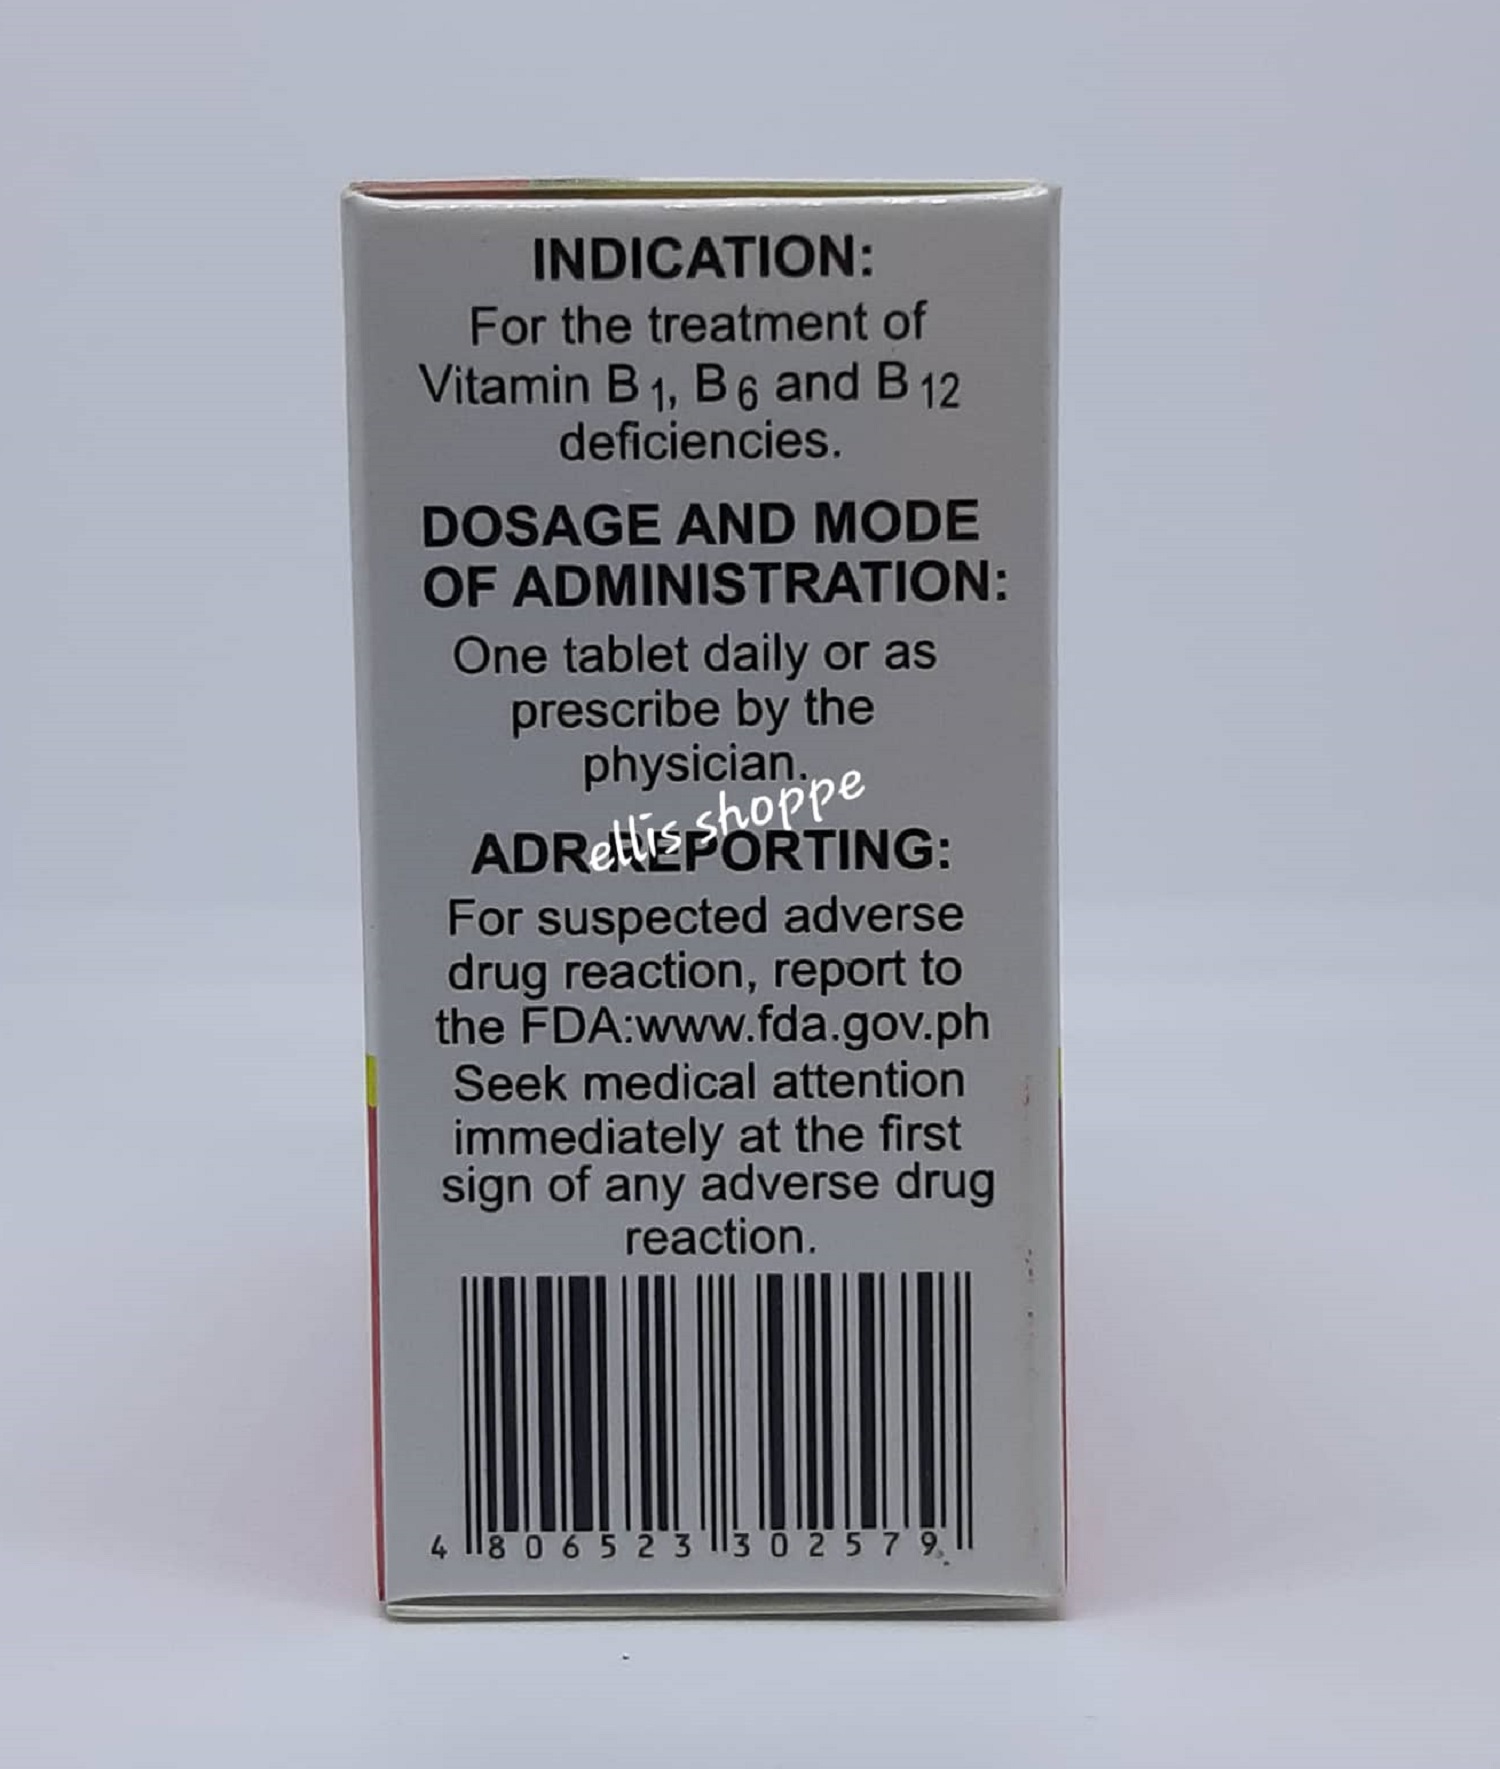 INDICATION:
For the treatment of
Vitamin B 1, B 6 and B 12
deficiencies.
DOSAGE AND MODE
OF ADMINISTRATION:
One tablet daily or as
prescribe by the
physician.
ellis shoppe
ADR REPORTING:
For suspected adverse
drug reaction, report to
the FDA:www.fda.gov.ph
Seek medical attention
immediately at the first
sign of any adverse drug
reaction.
4 806523 302579